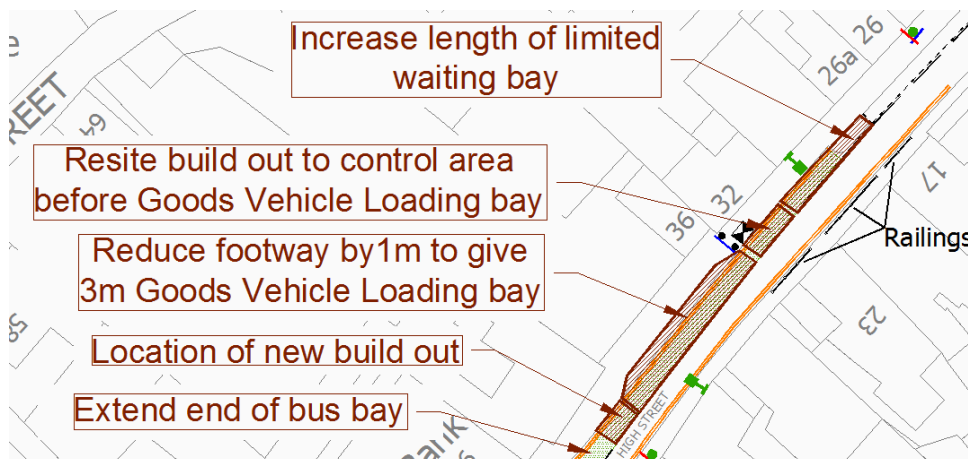 Increase length of limited
waiting bay
26
26a
REET
64
Resite build out to control area
before Goods Vehicle Loading bay
32
36
17
Railings
Reduce footway by1m to give
3m Goods Vehicle Loading bay
23
58
Location of new build out
Extend end of bus bay
HIGH STREET
Bank